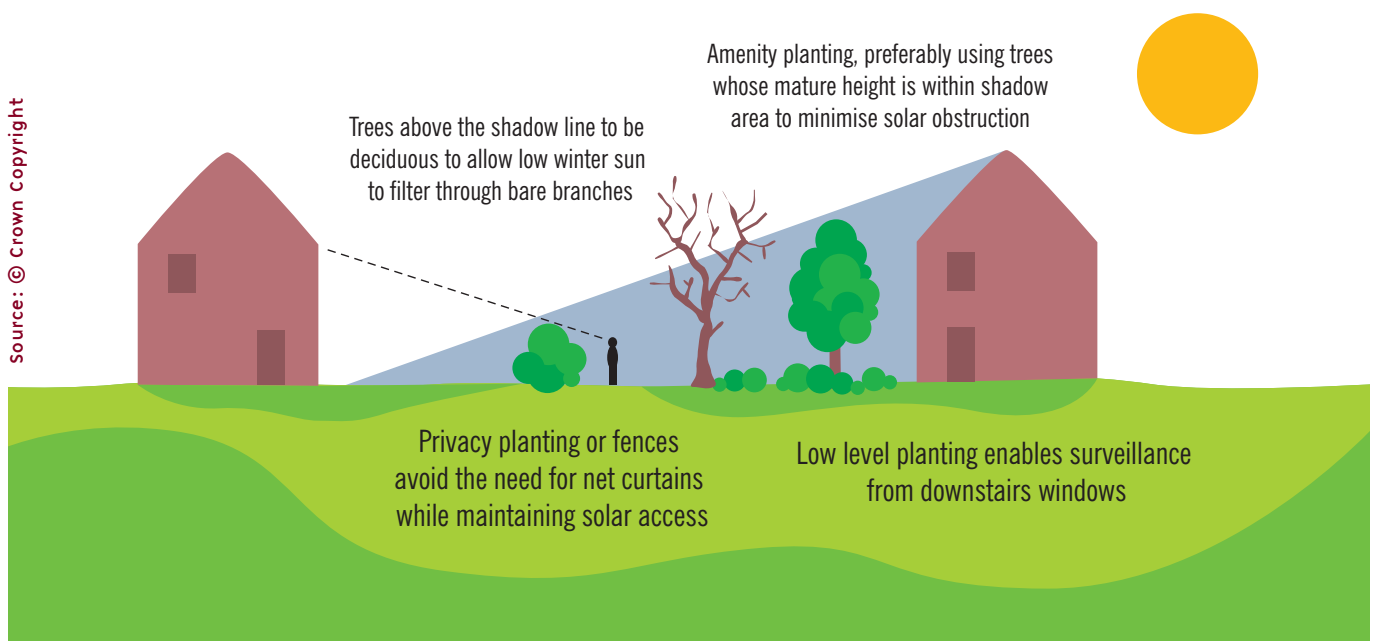 Source: © Crown Copyright
Trees above the shadow line to be
deciduous to allow low winter sun
to filter through bare branches
Amenity planting, preferably using trees
whose mature height is within shadow
area to minimise solar obstruction
Privacy planting or fences
avoid the need for net curtains
while maintaining solar access
Low level planting enables surveillance
from downstairs windows